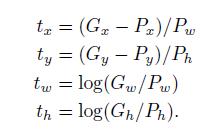 t_x = (G_x − P_x)/P_w
t_y = (G_y − P_y)/P_h
t_w = log(G_w/P_w)
t_h = log(G_h/P_h).